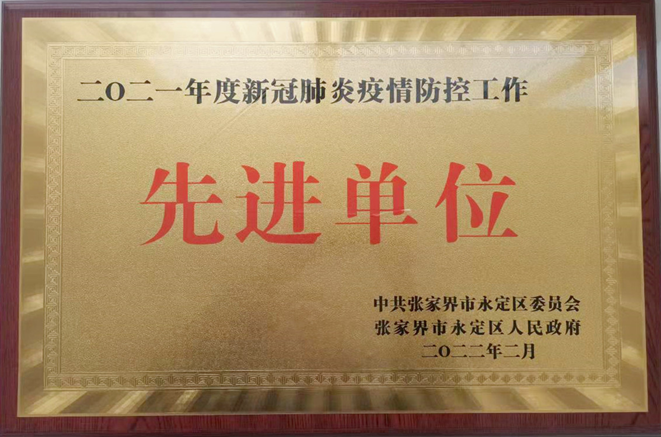 二〇二一年度新冠肺炎疫情防控工作
先进单位
中共张家界市永定区委员会
张家界市永定区人民政府
二〇二二年二月